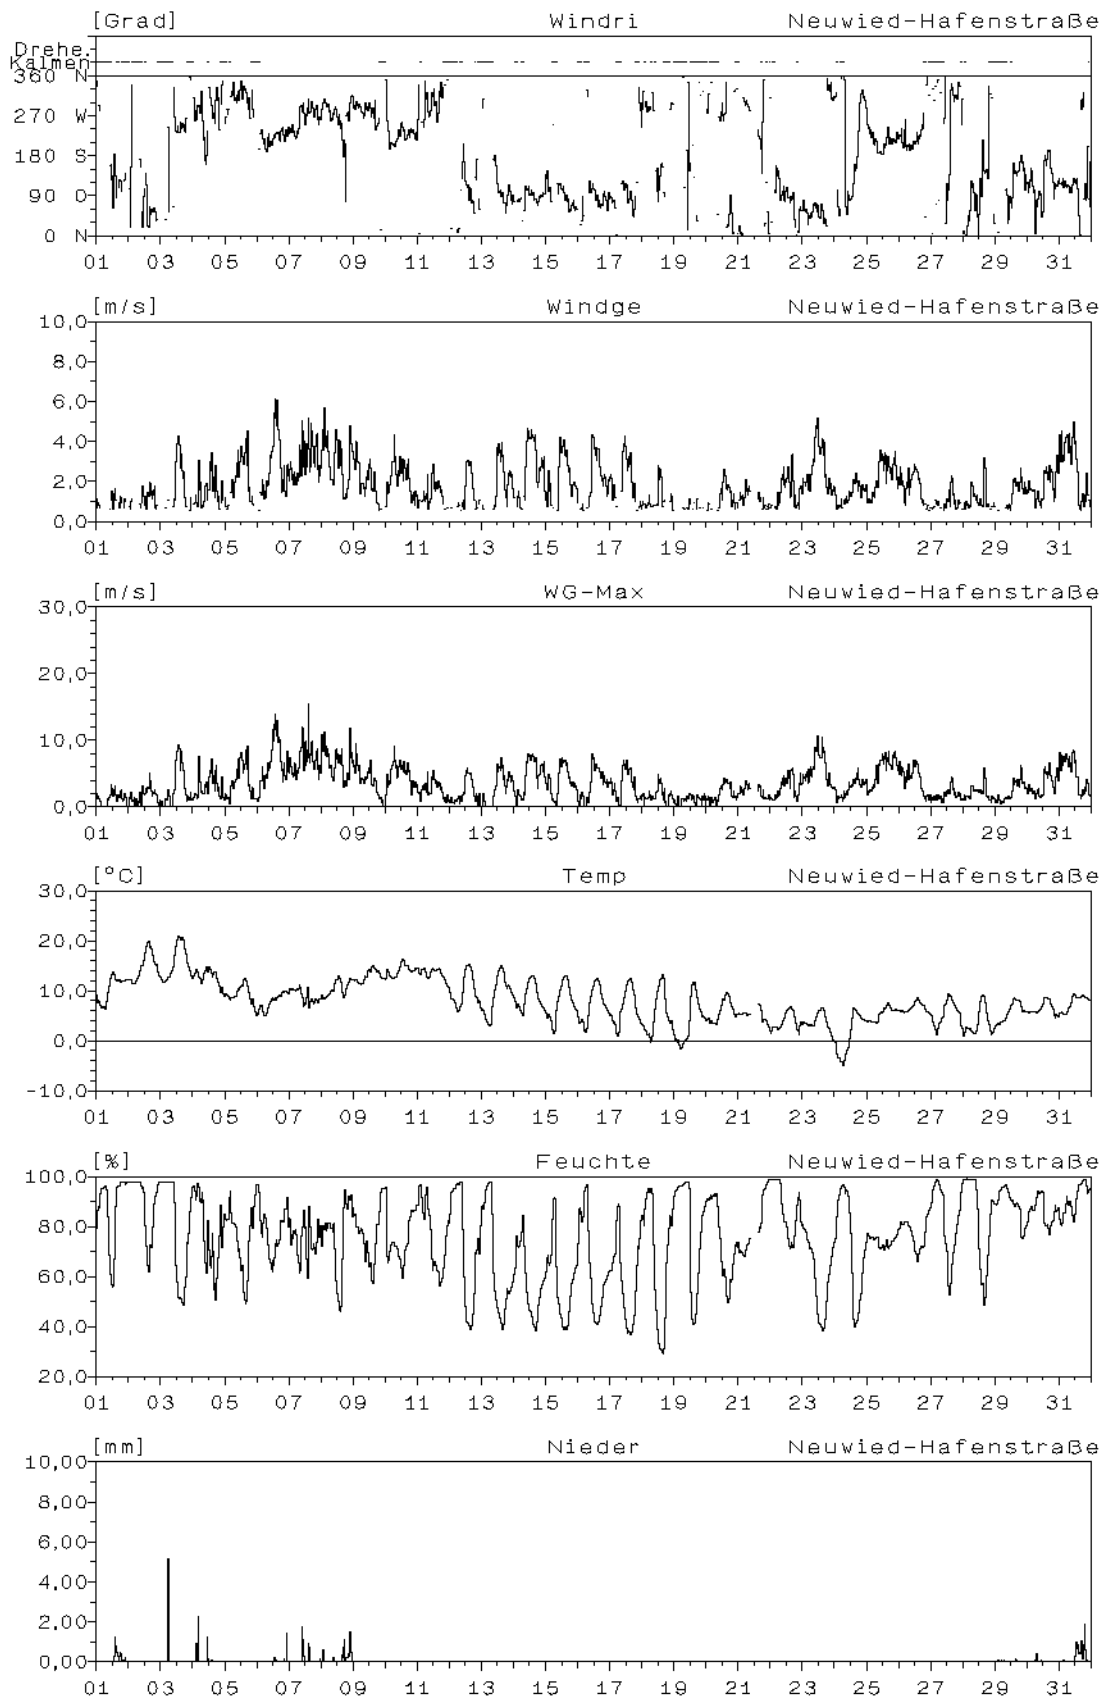 [Grad] Windri Neuwied-Hafenstraße
Drehe.
Kalmen
360 N
270 W
180 S
90 O
0 N
01 03 05 07 09 11 13 15 17 19 21 23 25 27 29 31
[m/s] Windge Neuwied-Hafenstraße
10,0
8,0
6,0
4,0
2,0
0,0
01 03 05 07 09 11 13 15 17 19 21 23 25 27 29 31
[m/s] WG-Max Neuwied-Hafenstraße
30,0
20,0
10,0
0,0
01 03 05 07 09 11 13 15 17 19 21 23 25 27 29 31
[°C] Temp Neuwied-Hafenstraße
30,0
20,0
10,0
0,0
-10,0
01 03 05 07 09 11 13 15 17 19 21 23 25 27 29 31
[%] Feuchte Neuwied-Hafenstraße
100,0
80,0
60,0
40,0
20,0
01 03 05 07 09 11 13 15 17 19 21 23 25 27 29 31
[mm] Nieder Neuwied-Hafenstraße
10,00
8,00
6,00
4,00
2,00
0,00
01 03 05 07 09 11 13 15 17 19 21 23 25 27 29 31